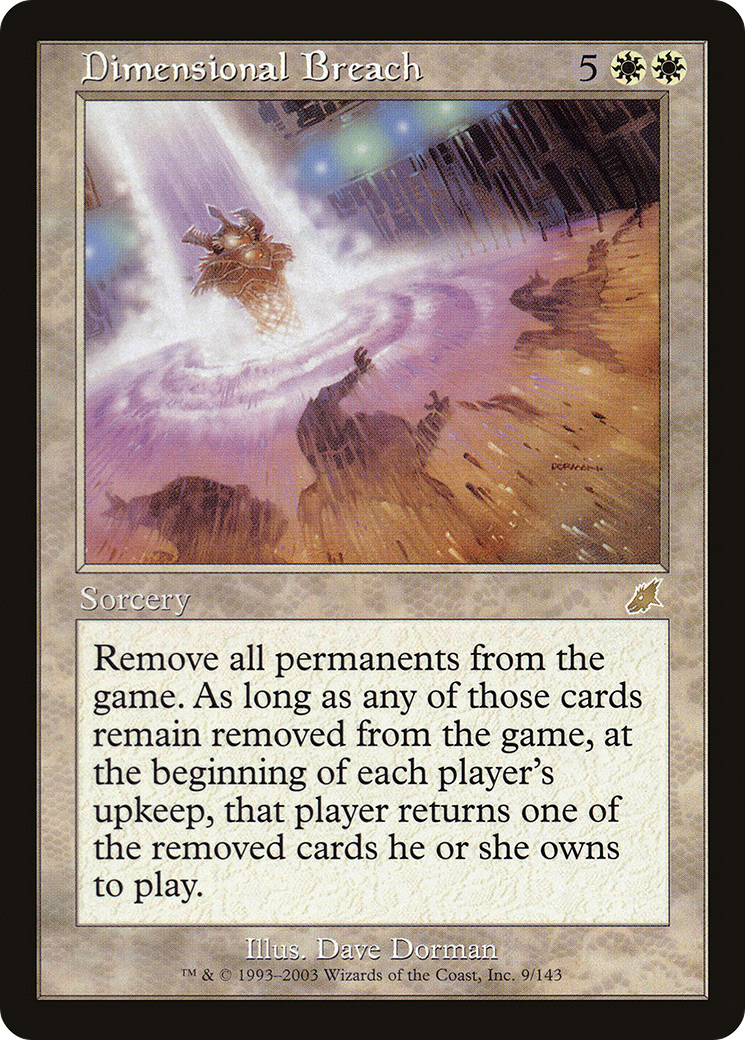 Dimensional Breach 5
DORMAN
Sorcery
Remove all permanents from the
game. As long as any of those cards
remain removed from the game, at
the beginning of each player's
upkeep, that player returns one of
the removed cards he or she owns
to play.
Illus. Dave Dorman
™ & © 1993–2003 Wizards of the Coast, Inc. 9/143